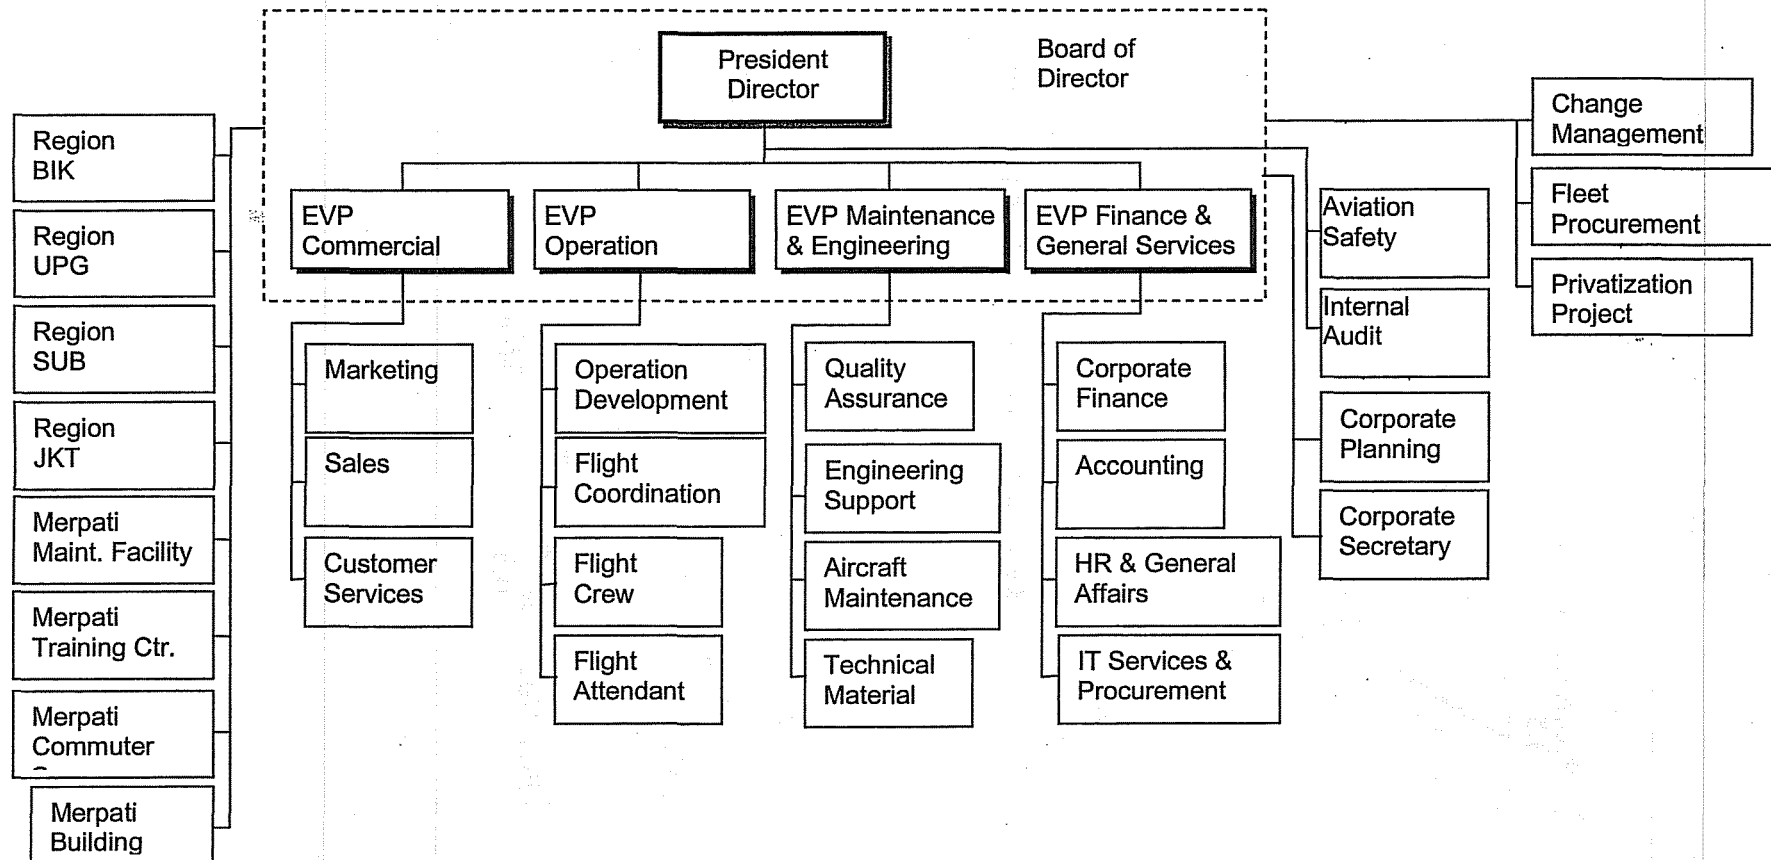 President
Director
Board of
Director
EVP
Commercial
EVP
Operation
EVP Maintenance
& Engineering
EVP Finance &
General Services
Region
BIK
Region
UPG
Region
SUB
Region
JKT
Merpati
Maint. Facility
Merpati
Training Ctr.
Merpati
Commuter
Merpati
Building
Marketing
Sales
Customer
Services
Operation
Development
Flight
Coordination
Flight
Crew
Flight
Attendant
Quality
Assurance
Engineering
Support
Aircraft
Maintenance
Technical
Material
Corporate
Finance
Accounting
HR & General
Affairs
IT Services &
Procurement
Aviation
Safety
Internal
Audit
Corporate
Planning
Corporate
Secretary
Change
Management
Fleet
Procurement
Privatization
Project